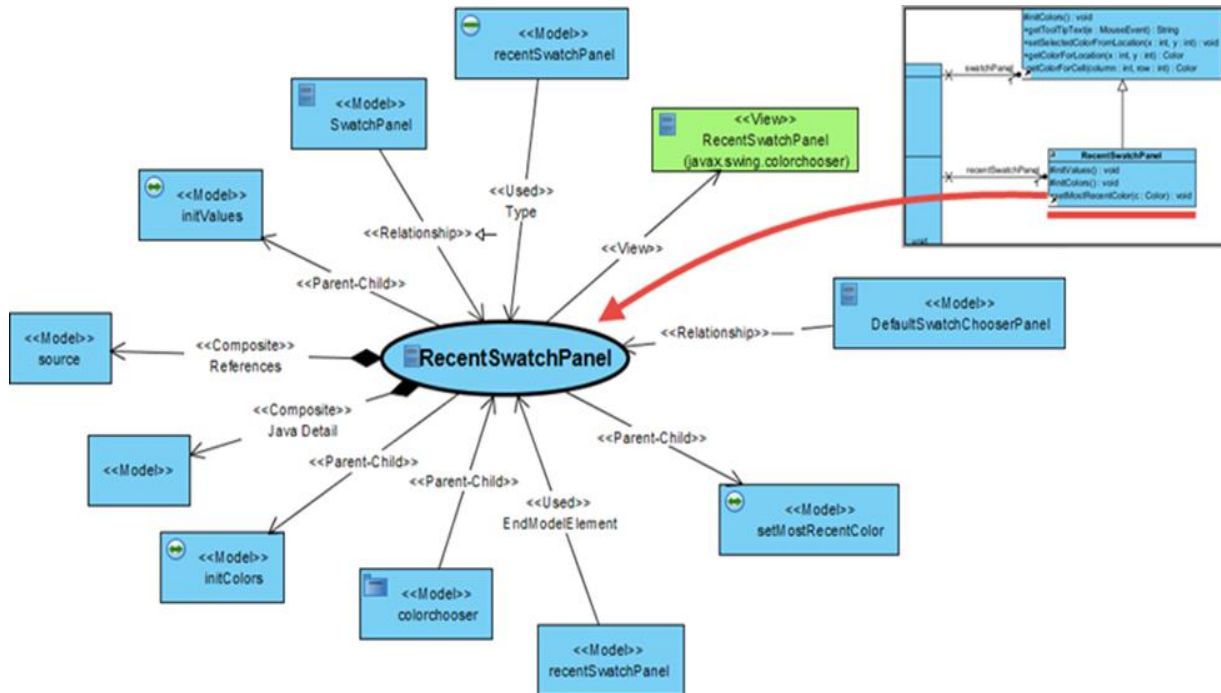 <<Model>>
recentSwatchPanel
<<Model>>
SwatchPanel
<<View>>
RecentSwatchPanel
(javax.swing.colorchooser)
<<Model>>
initValues
<<Used>>
Type
<<Relationship>>
<<View>>
<<Parent-Child>>
<<Model>>
source
<<Composite>>
References
RecentSwatchPanel
<<Relationship>>
<<Model>>
DefaultSwatchChooserPanel
<<Composite>>
Java Detail
<<Model>>
<<Parent-Child>>
<<Parent-Child>>
<<Used>>
EndModelElement
<<Parent-Child>>
<<Model>>
setMostRecentColor
<<Model>>
initColors
<<Model>>
colorchooser
<<Model>>
recentSwatchPanel
#initColors() : void
+getToolTipText(e : MouseEvent) : String
+setSelectedColorFromLocation(x : int, y : int) : void
+getColorForLocation(x : int, y : int) : Color
getColorForCell(column : int, row : int) : Color
swatchPanel
1
recentSwatchPanel
1
RecentSwatchPanel
#initValues() : void
#initColors() : void
+setMostRecentColor(c : Color) : void
void